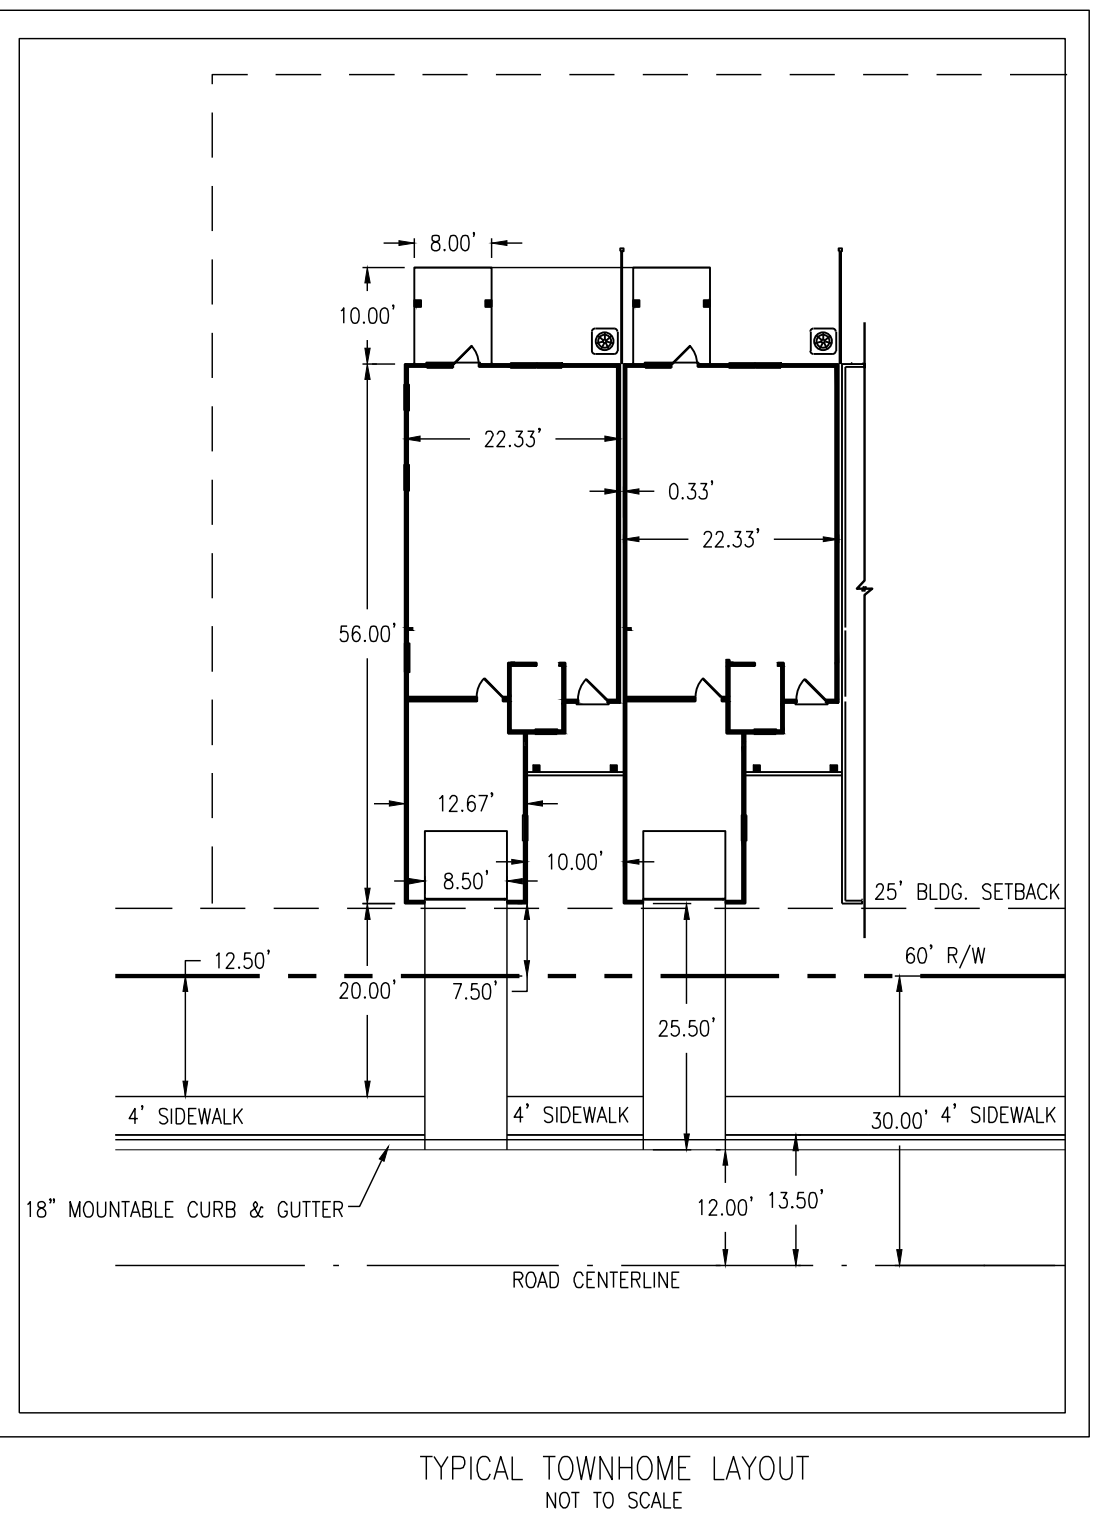 8.00'
10.00'
22.33'
0.33'
22.33'
56.00'
12.67'
10.00'
8.50'
25' BLDG. SETBACK
12.50'
60' R/W
20.00'
7.50'
25.50'
4' SIDEWALK
4' SIDEWALK
30.00'
4' SIDEWALK
18" MOUNTABLE CURB & GUTTER
12.00'
13.50'
ROAD CENTERLINE
TYPICAL TOWNHOME LAYOUT
NOT TO SCALE